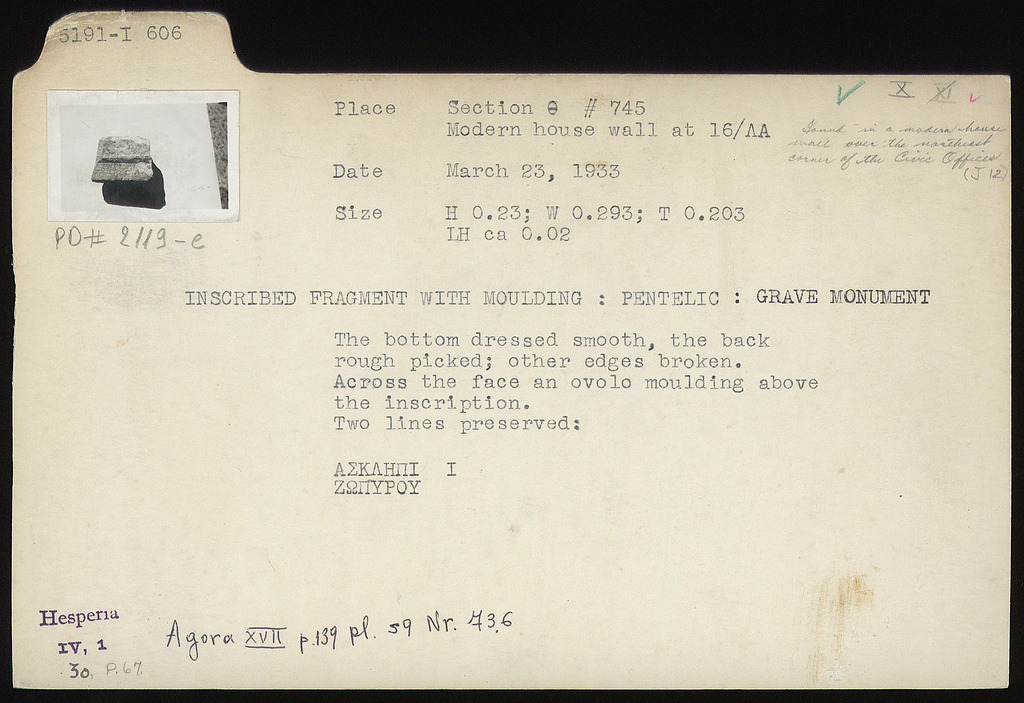 5191-I 606
Place Section Θ # 745
Modern house wall at 16/ΛΑ
✓ X XI ✓
Found in a modern house
wall over the northeast
corner of the Civic Offices
(J 12)
Date March 23, 1933
Size H 0.23; W 0.293; T 0.203
LH ca 0.02
PD# 2119-e
INSCRIBED FRAGMENT WITH MOULDING : PENTELIC : GRAVE MONUMENT
The bottom dressed smooth, the back
rough picked; other edges broken.
Across the face an ovolo moulding above
the inscription.
Two lines preserved:
ΑΣΚΛΗΠΙ Ι
ΖΩΠΥΡΟΥ
Hesperia
IV, 1
30, P.67.
Agora XVII p.139 pl. 59 Nr. 736